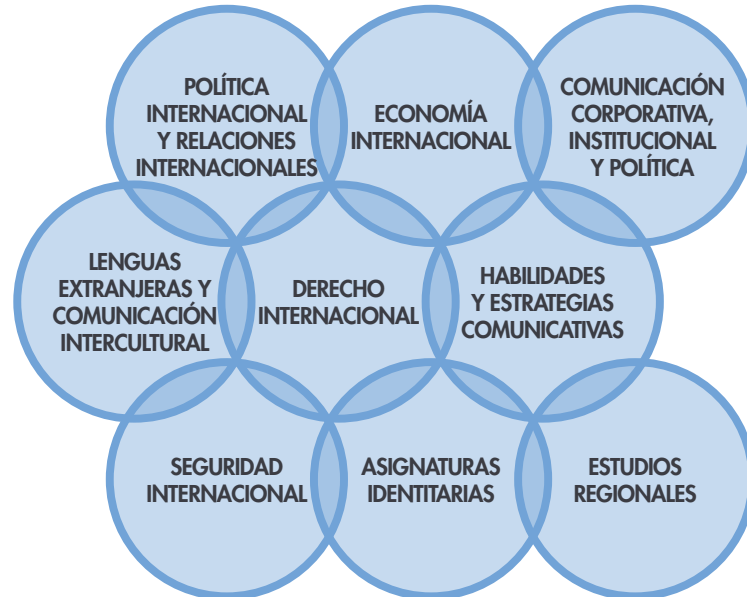 POLÍTICA
INTERNACIONAL
Y RELACIONES
INTERNACIONALES
ECONOMÍA
INTERNACIONAL
COMUNICACIÓN
CORPORATIVA,
INSTITUCIONAL
Y POLÍTICA
LENGUAS
EXTRANJERAS Y
COMUNICACIÓN
INTERCULTURAL
DERECHO
INTERNACIONAL
HABILIDADES
Y ESTRATEGIAS
COMUNICATIVAS
SEGURIDAD
INTERNACIONAL
ASIGNATURAS
IDENTITARIAS
ESTUDIOS
REGIONALES